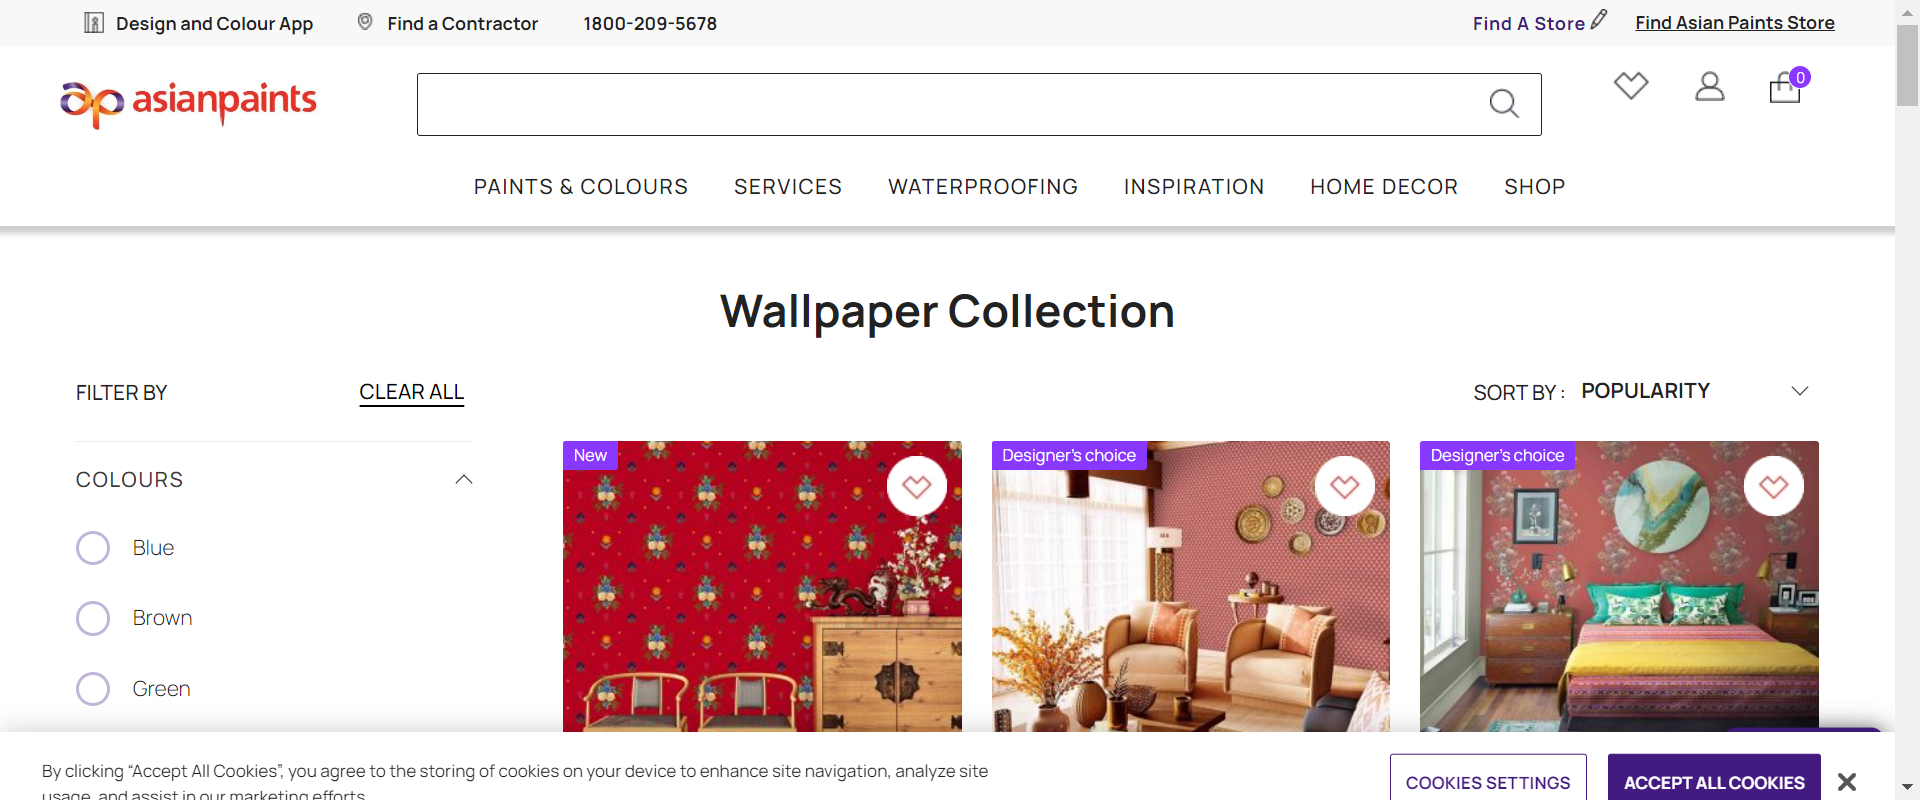 Design and Colour App
Find a Contractor
1800-209-5678
Find A Store
Find Asian Paints Store
asianpaints
0
PAINTS & COLOURS
SERVICES
WATERPROOFING
INSPIRATION
HOME DECOR
SHOP
Wallpaper Collection
FILTER BY
CLEAR ALL
SORT BY :
POPULARITY
COLOURS
Blue
Brown
Green
New
Designer's choice
Designer's choice
By clicking “Accept All Cookies”, you agree to the storing of cookies on your device to enhance site navigation, analyze site
usage, and assist in our marketing efforts.
COOKIES SETTINGS
ACCEPT ALL COOKIES